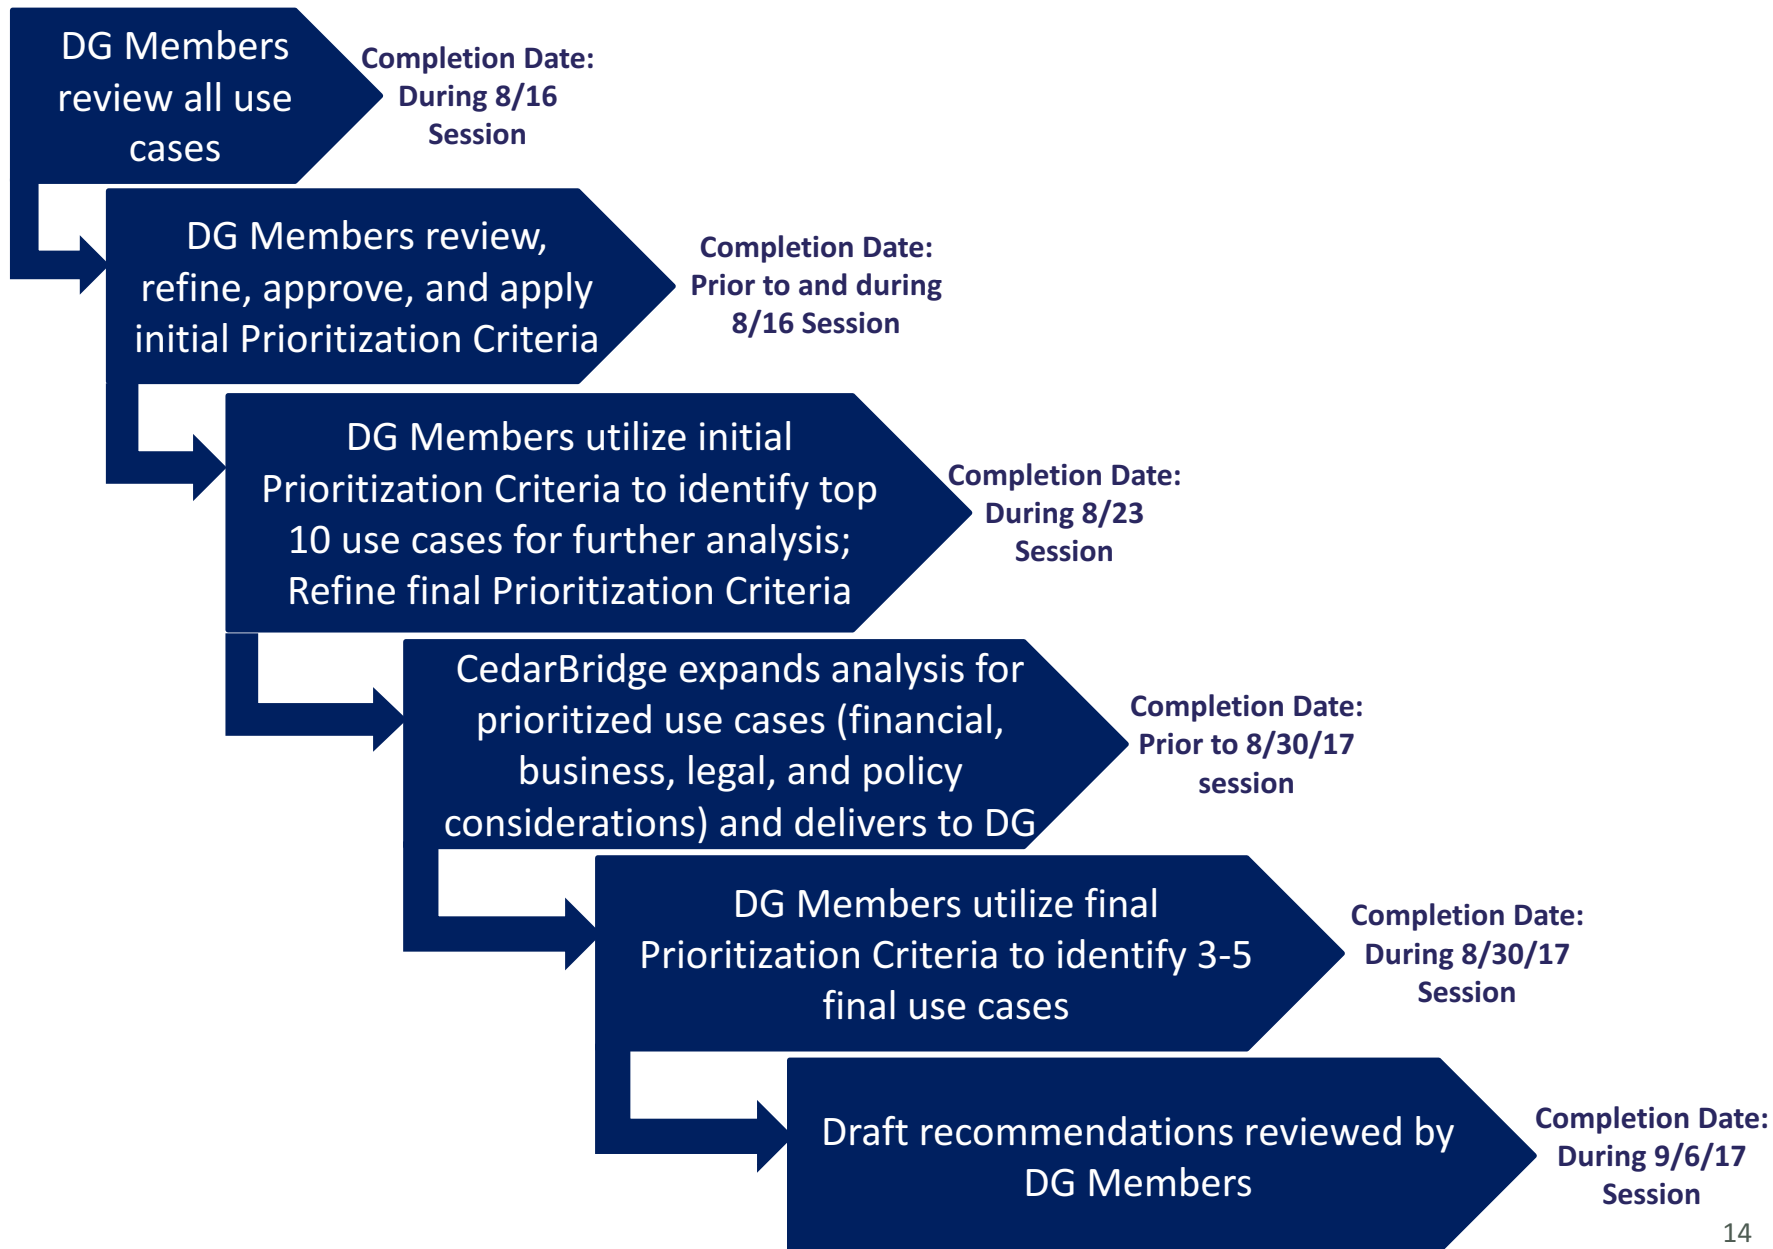 DG Members
review all use
cases
Completion Date:
During 8/16
Session
DG Members review,
refine, approve, and apply
initial Prioritization Criteria
Completion Date:
Prior to and during
8/16 Session
DG Members utilize initial
Prioritization Criteria to identify top
10 use cases for further analysis;
Refine final Prioritization Criteria
Completion Date:
During 8/23
Session
CedarBridge expands analysis for
prioritized use cases (financial,
business, legal, and policy
considerations) and delivers to DG
Completion Date:
Prior to 8/30/17
session
DG Members utilize final
Prioritization Criteria to identify 3-5
final use cases
Completion Date:
During 8/30/17
Session
Draft recommendations reviewed by
DG Members
Completion Date:
During 9/6/17
Session
14